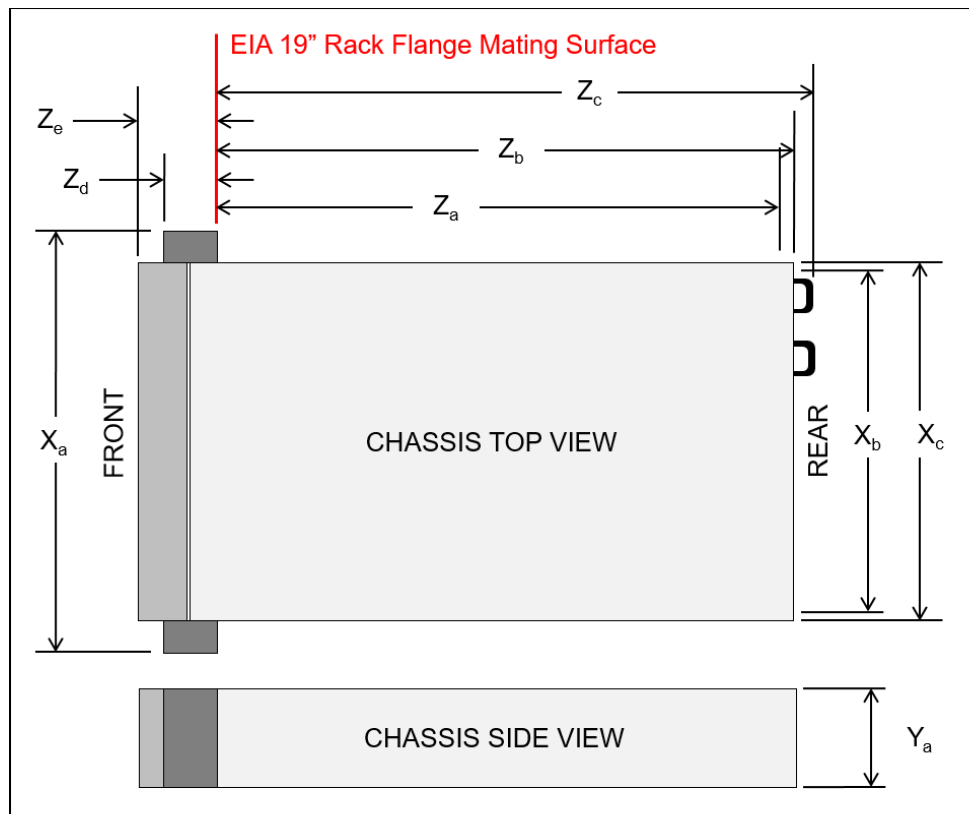 EIA 19” Rack Flange Mating Surface
Zc
Ze
Zb
Zd
Za
Xa
FRONT
CHASSIS TOP VIEW
REAR
Xb
Xc
CHASSIS SIDE VIEW
Ya